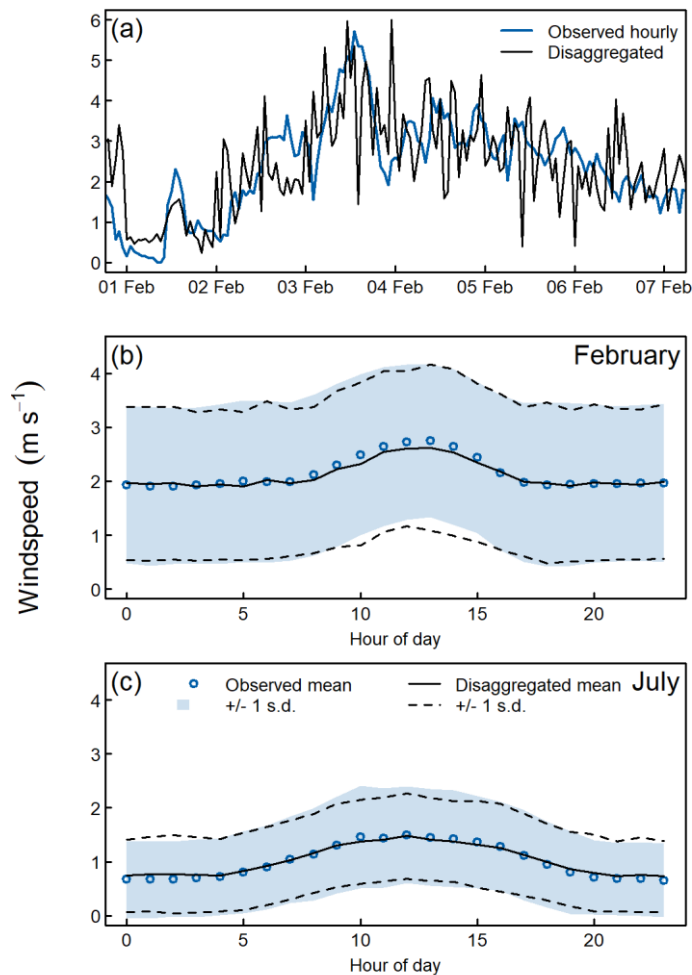 (a)
Observed hourly
Disaggregated
6
5
4
3
2
1
0
01 Feb 02 Feb 03 Feb 04 Feb 05 Feb 06 Feb 07 Feb
Windspeed (m s⁻¹)
(b) February
4
3
2
1
0
0 5 10 15 20
Hour of day
(c) July
Observed mean Disaggregated mean
+/- 1 s.d. +/- 1 s.d.
4
3
2
1
0
0 5 10 15 20
Hour of day